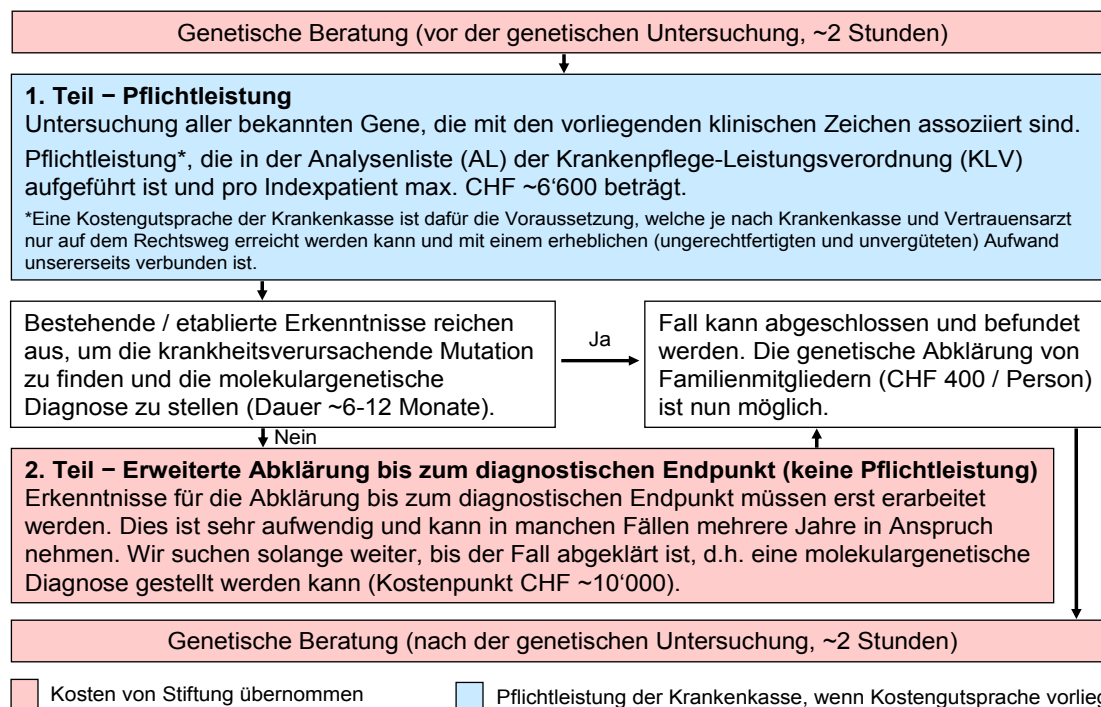 Genetische Beratung (vor der genetischen Untersuchung, ~2 Stunden)
1. Teil − Pflichtleistung
Untersuchung aller bekannten Gene, die mit den vorliegenden klinischen Zeichen assoziiert sind.
Pflichtleistung*, die in der Analysenliste (AL) der Krankenpflege-Leistungsverordnung (KLV)
aufgeführt ist und pro Indexpatient max. CHF ~6‘600 beträgt.
*Eine Kostengutsprache der Krankenkasse ist dafür die Voraussetzung, welche je nach Krankenkasse und Vertrauensarzt
nur auf dem Rechtsweg erreicht werden kann und mit einem erheblichen (ungerechtfertigten und unvergüteten) Aufwand
unsererseits verbunden ist.
Bestehende / etablierte Erkenntnisse reichen
aus, um die krankheitsverursachende Mutation
zu finden und die molekulargenetische
Diagnose zu stellen (Dauer ~6-12 Monate).
Ja
Fall kann abgeschlossen und befundet
werden. Die genetische Abklärung von
Familienmitgliedern (CHF 400 / Person)
ist nun möglich.
Nein
2. Teil − Erweiterte Abklärung bis zum diagnostischen Endpunkt (keine Pflichtleistung)
Erkenntnisse für die Abklärung bis zum diagnostischen Endpunkt müssen erst erarbeitet
werden. Dies ist sehr aufwendig und kann in manchen Fällen mehrere Jahre in Anspruch
nehmen. Wir suchen solange weiter, bis der Fall abgeklärt ist, d.h. eine molekulargenetische
Diagnose gestellt werden kann (Kostenpunkt CHF ~10‘000).
Genetische Beratung (nach der genetischen Untersuchung, ~2 Stunden)
Kosten von Stiftung übernommen
Pflichtleistung der Krankenkasse, wenn Kostengutsprache